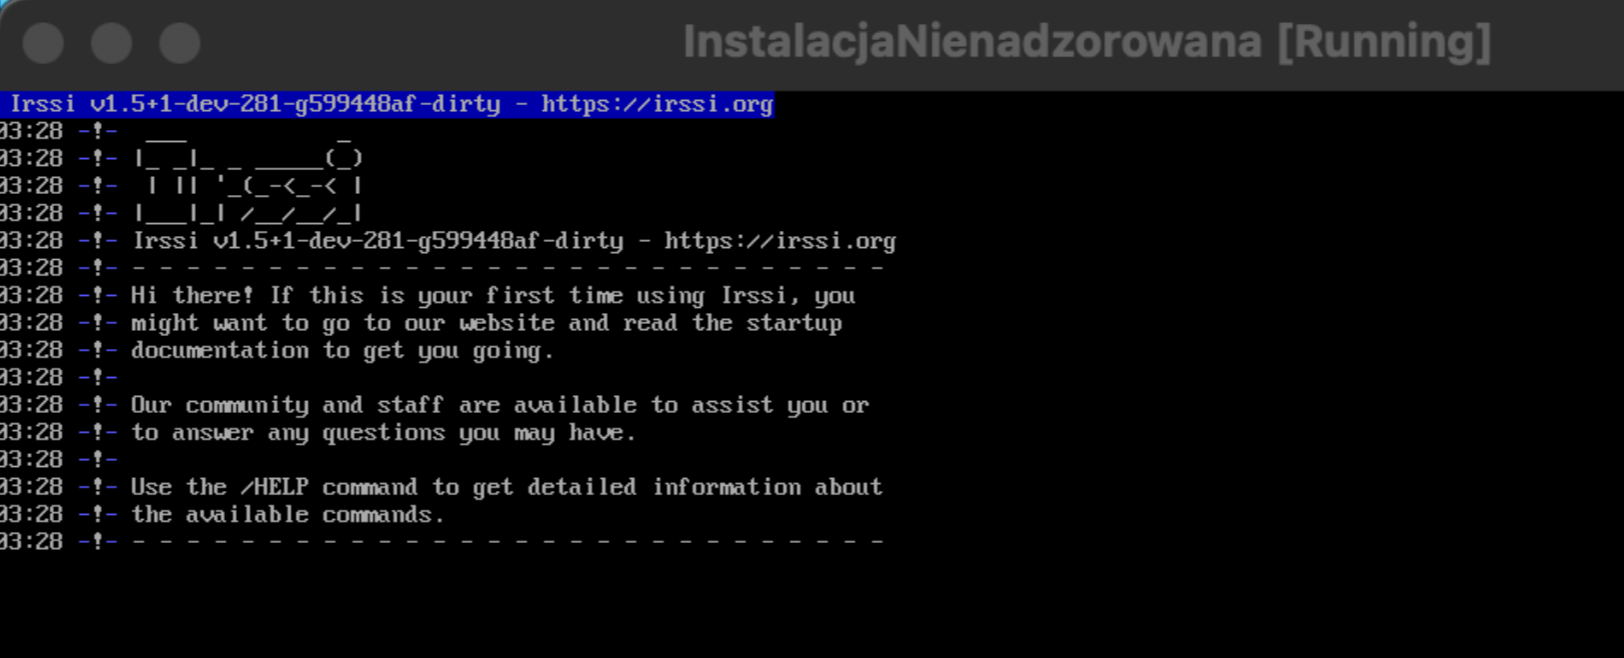 InstalacjaNienadzorowana [Running]
Irssi v1.5+1-dev-281-g599448af-dirty - https://irssi.org
03:28 -!-  ___           _
03:28 -!- |_ _|_ _ _____(_)
03:28 -!-  | || '_(_-<_-< |
03:28 -!- |___|_| /__/__/_|
03:28 -!- Irssi v1.5+1-dev-281-g599448af-dirty - https://irssi.org
03:28 -!- - - - - - - - - - - - - - - - - - - - - - - - - - - - -
03:28 -!- Hi there! If this is your first time using Irssi, you
03:28 -!- might want to go to our website and read the startup
03:28 -!- documentation to get you going.
03:28 -!-
03:28 -!- Our community and staff are available to assist you or
03:28 -!- to answer any questions you may have.
03:28 -!-
03:28 -!- Use the /HELP command to get detailed information about
03:28 -!- the available commands.
03:28 -!- - - - - - - - - - - - - - - - - - - - - - - - - - - - -